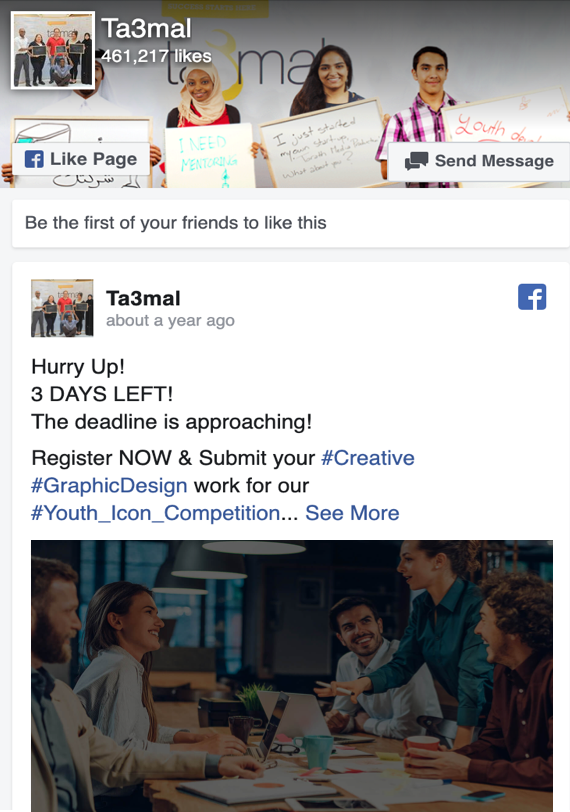 Ta3mal
461,217 likes
ta3mal
I NEED
MENTORING
I just started
my own startup
What about you?
Youth
Like Page
Send Message
Be the first of your friends to like this
Ta3mal
about a year ago
Hurry Up!
3 DAYS LEFT!
The deadline is approaching!
Register NOW & Submit your #Creative
#GraphicDesign work for our
#Youth_Icon_Competition... See More